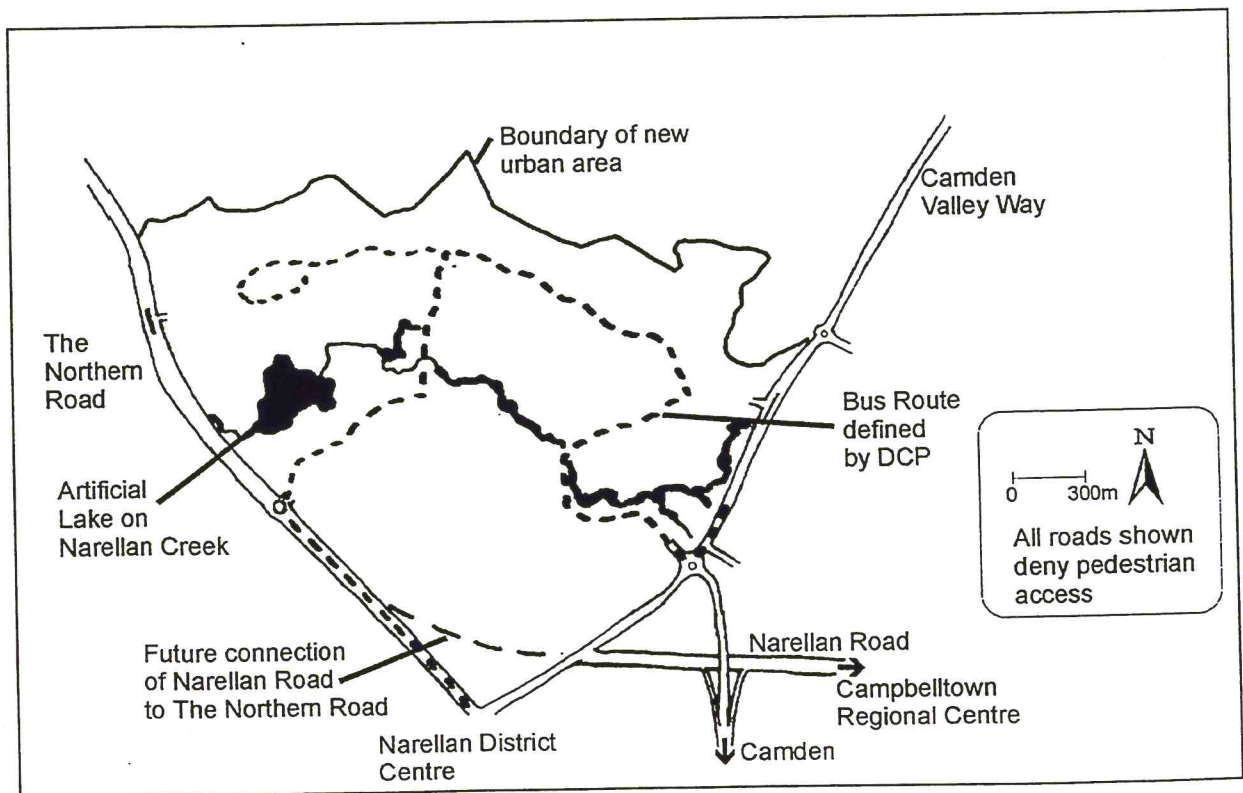 Boundary of new
urban area
Camden
Valley Way
The
Northern
Road
Bus Route
defined
by DCP
N
0 300m
All roads shown
deny pedestrian
access
Artificial
Lake on
Narellan Creek
Future connection
of Narellan Road
to The Northern Road
Narellan Road
Campbelltown
Regional Centre
Narellan District
Centre
Camden